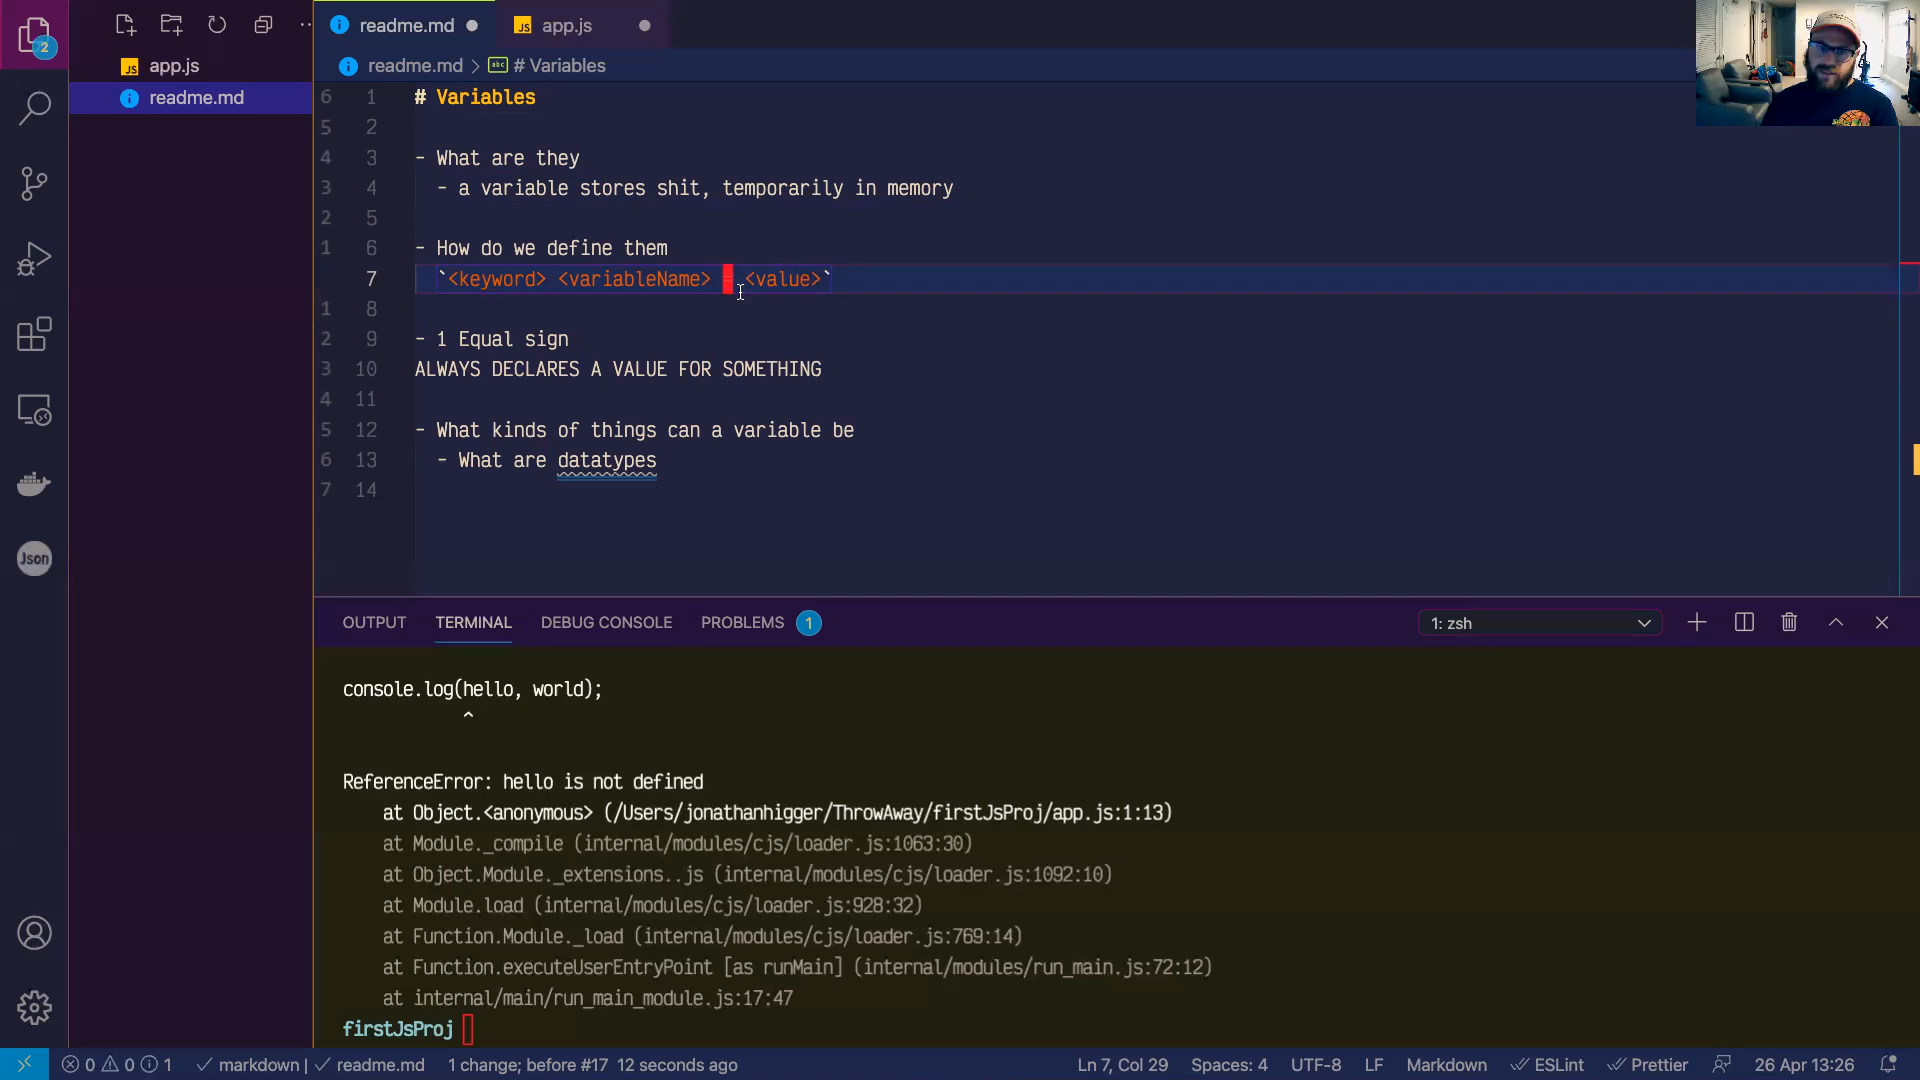 2
readme.md
JS app.js
app.js
readme.md
readme.md > # Variables
6 1 # Variables
5 2
4 3 - What are they
3 4 - a variable stores shit, temporarily in memory
2 5
1 6 - How do we define them
7 `<keyword> <variableName> = <value>`
1 8
2 9 - 1 Equal sign
3 10 ALWAYS DECLARES A VALUE FOR SOMETHING
4 11
5 12 - What kinds of things can a variable be
6 13 - What are datatypes
7 14
Json
OUTPUT TERMINAL DEBUG CONSOLE PROBLEMS 1 1: zsh
console.log(hello, world);
^
ReferenceError: hello is not defined
at Object.<anonymous> (/Users/jonathanhigger/ThrowAway/firstJsProj/app.js:1:13)
at Module._compile (internal/modules/cjs/loader.js:1063:30)
at Object.Module._extensions..js (internal/modules/cjs/loader.js:1092:10)
at Module.load (internal/modules/cjs/loader.js:928:32)
at Function.Module._load (internal/modules/cjs/loader.js:769:14)
at Function.executeUserEntryPoint [as runMain] (internal/modules/run_main.js:72:12)
at internal/main/run_main_module.js:17:47
firstJsProj
0 0 1 markdown | readme.md 1 change; before #17 12 seconds ago Ln 7, Col 29 Spaces: 4 UTF-8 LF Markdown ESLint Prettier 26 Apr 13:26